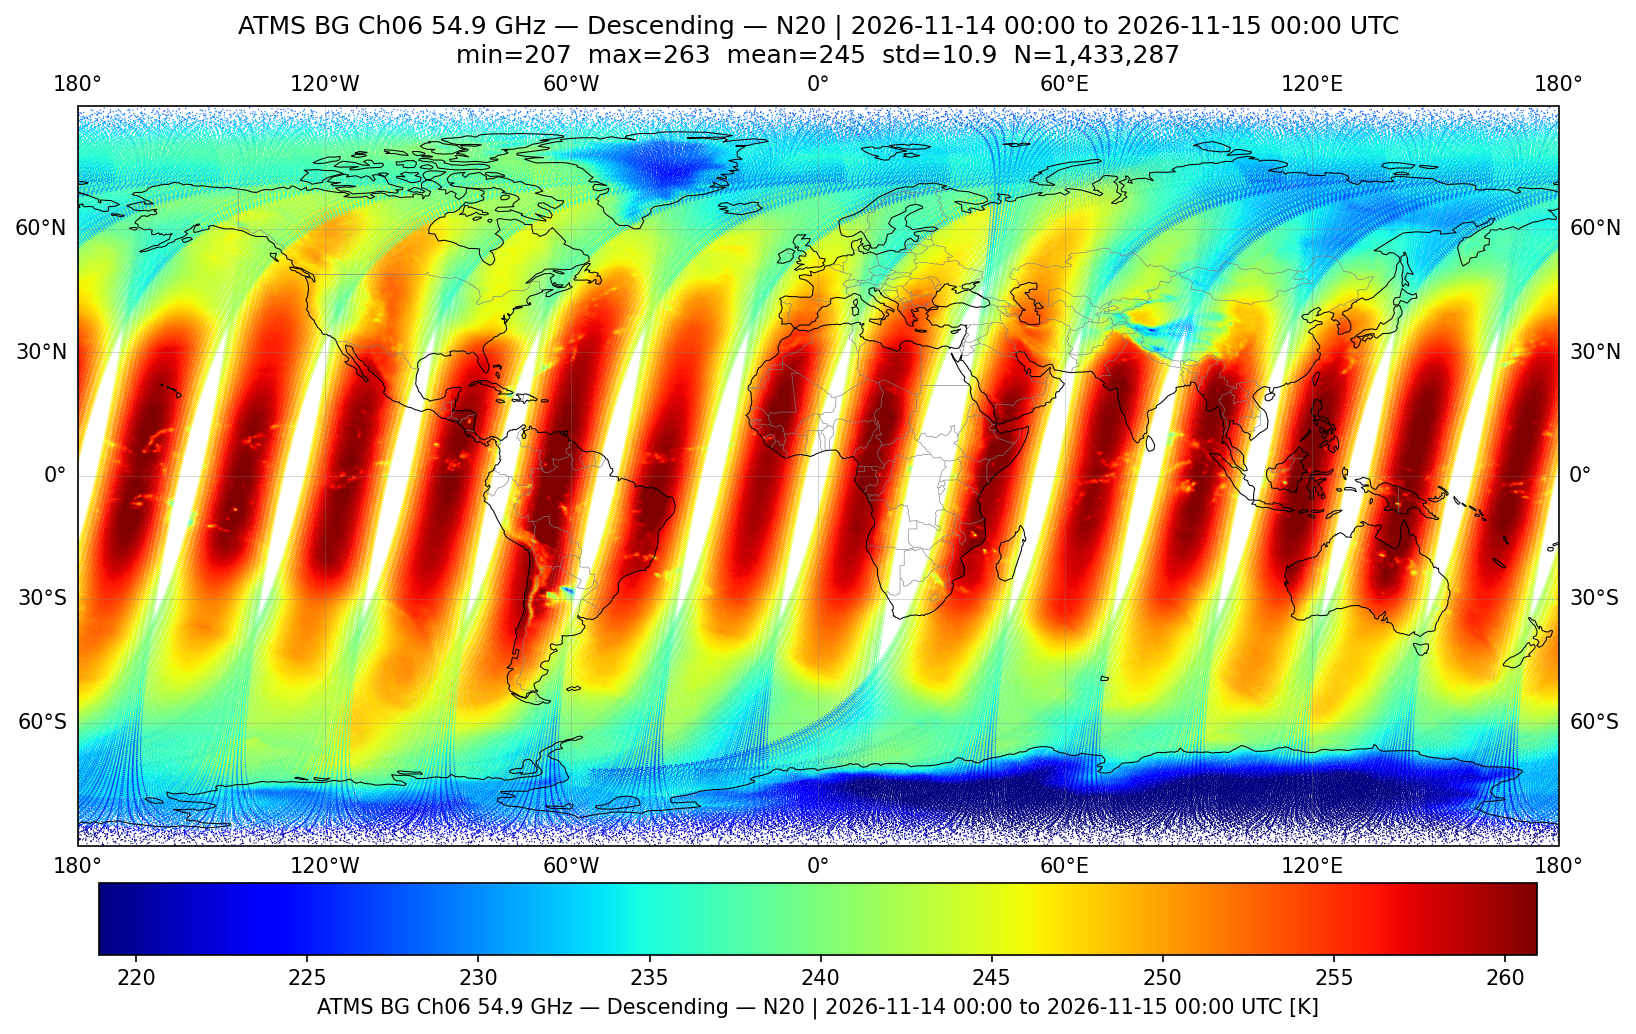 ATMS BG Ch06 54.9 GHz — Descending — N20 | 2026-11-14 00:00 to 2026-11-15 00:00 UTC
min=207 max=263 mean=245 std=10.9 N=1,433,287
180° 120°W 60°W 0° 60°E 120°E 180°
60°N 60°N
30°N 30°N
0° 0°
30°S 30°S
60°S 60°S
180° 120°W 60°W 0° 60°E 120°E 180°
220 225 230 235 240 245 250 255 260
ATMS BG Ch06 54.9 GHz — Descending — N20 | 2026-11-14 00:00 to 2026-11-15 00:00 UTC [K]